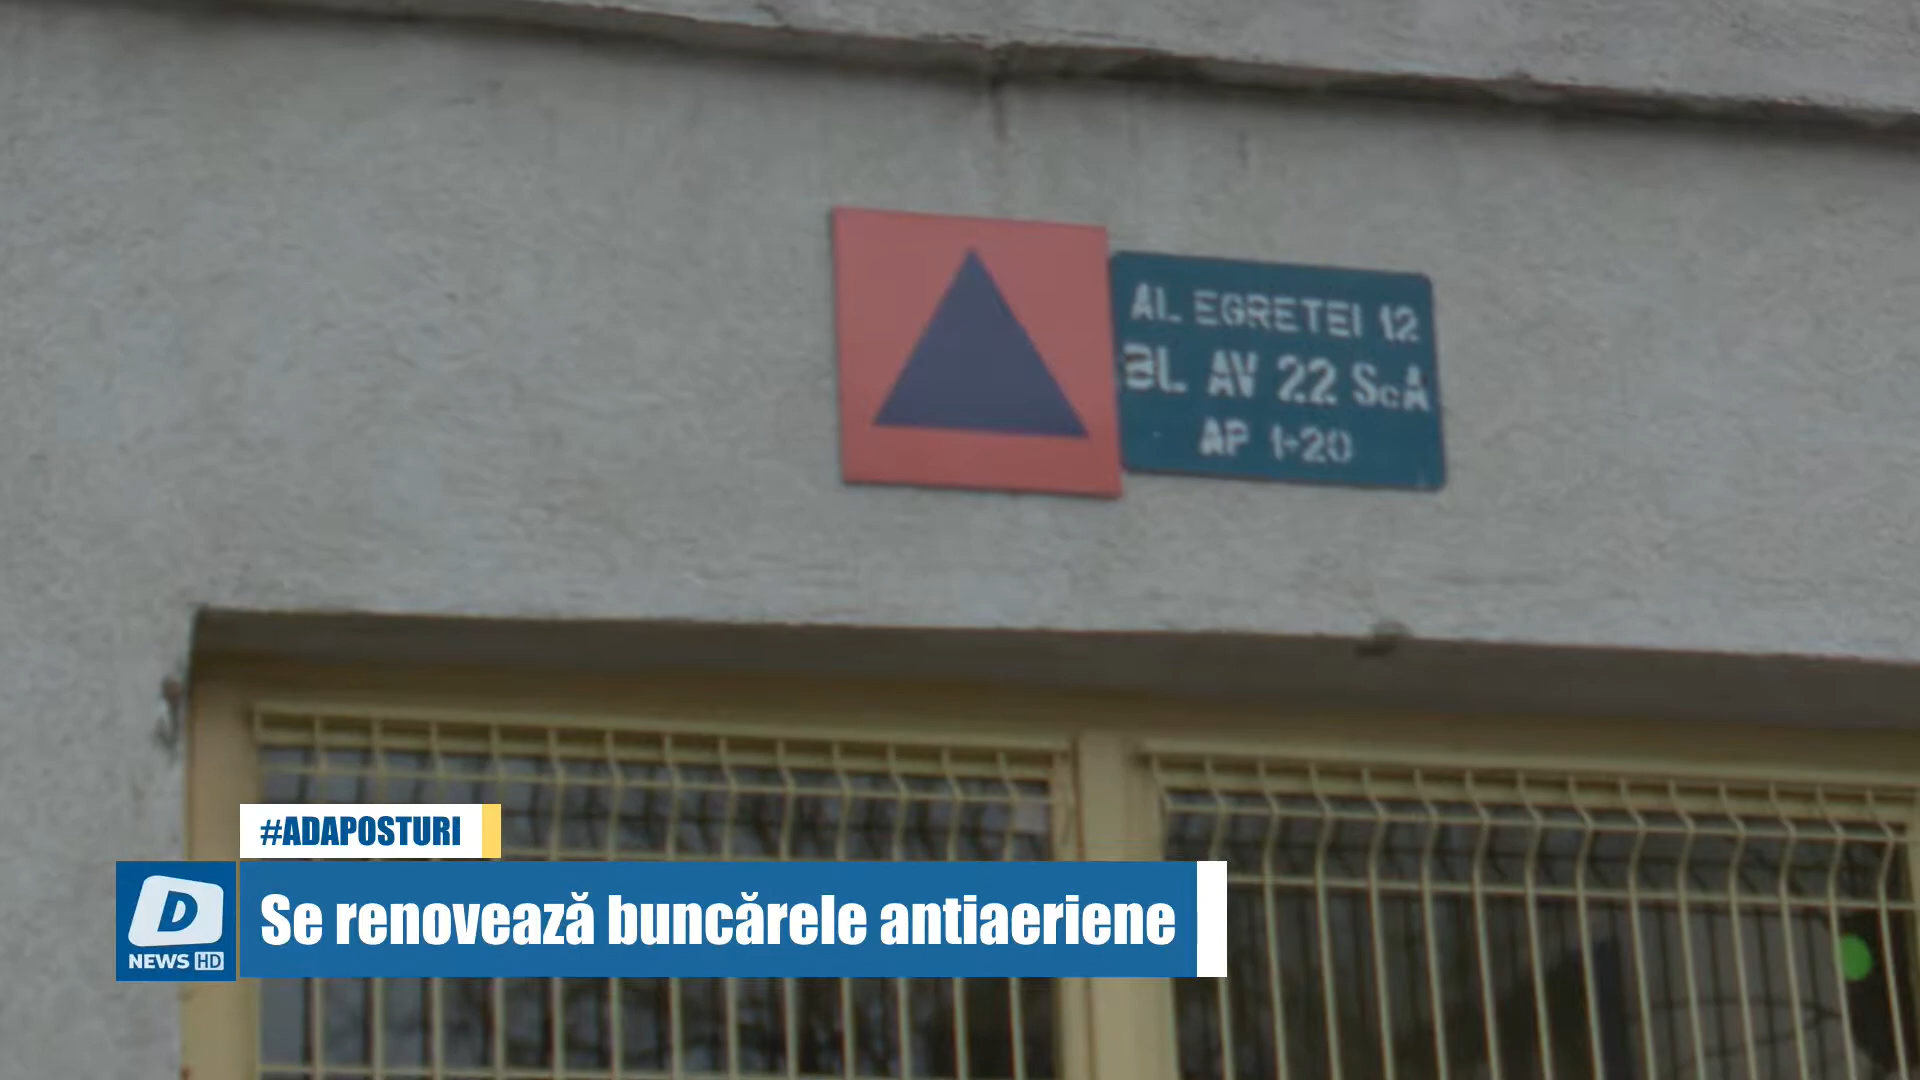 AL EGRETEI 12
BL AV 22 ScA
AP 1-20
#ADAPOSTURI
Se renovează buncărele antiaeriene
D
NEWS HD